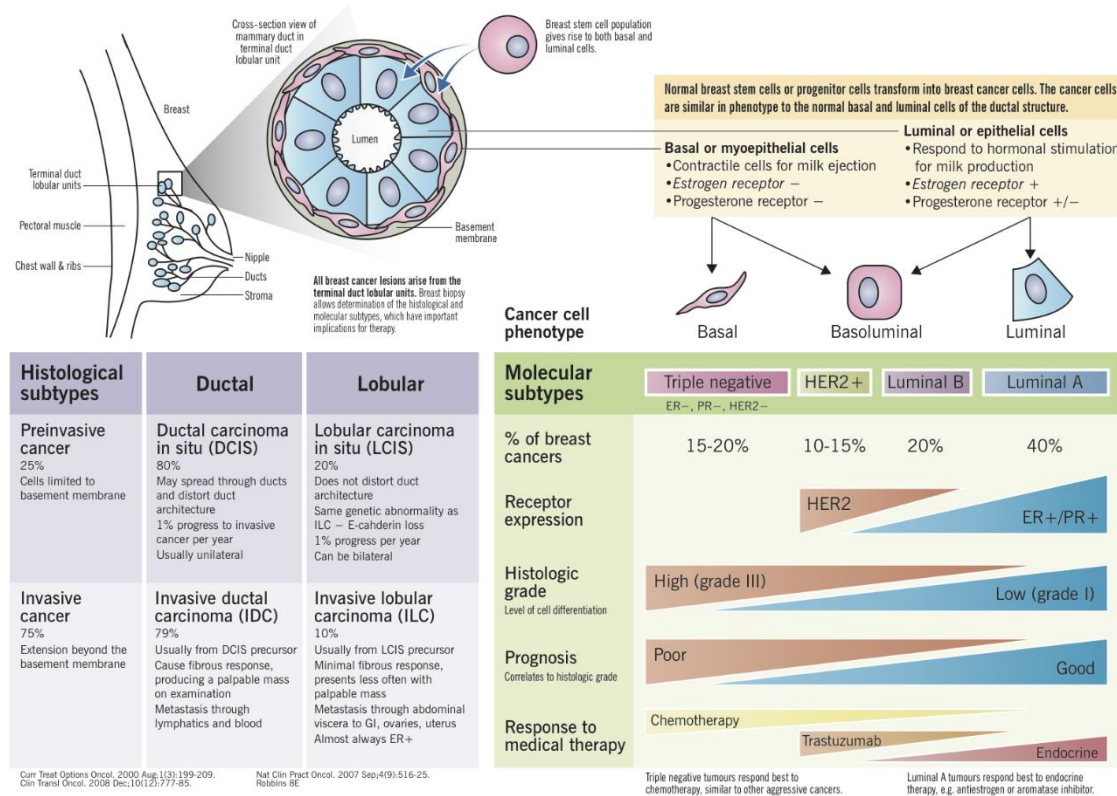 Cross-section view of
mammary duct in
terminal duct
lobular unit
Breast stem cell population
gives rise to both basal and
luminal cells.
Breast
Lumen
Terminal duct
lobular units
Pectoral muscle
Chest wall & ribs
Nipple
Ducts
Stroma
Basement
membrane
All breast cancer lesions arise from the
terminal duct lobular units. Breast biopsy
allows determination of the histological and
molecular subtypes, which have important
implications for therapy.
Normal breast stem cells or progenitor cells transform into breast cancer cells. The cancer cells
are similar in phenotype to the normal basal and luminal cells of the ductal structure.
Basal or myoepithelial cells
•Contractile cells for milk ejection
•Estrogen receptor –
•Progesterone receptor –
Luminal or epithelial cells
•Respond to hormonal stimulation
for milk production
•Estrogen receptor +
•Progesterone receptor +/–
Cancer cell
phenotype
Basal
Basoluminal
Luminal
Histological
subtypes
Ductal
Lobular
Preinvasive
cancer
25%
Cells limited to
basement membrane
Ductal carcinoma
in situ (DCIS)
80%
May spread through ducts
and distort duct
architecture
1% progress to invasive
cancer per year
Usually unilateral
Lobular carcinoma
in situ (LCIS)
20%
Does not distort duct
architecture
Same genetic abnormality as
ILC – E-cahderin loss
1% progress per year
Can be bilateral
Invasive
cancer
75%
Extension beyond the
basement membrane
Invasive ductal
carcinoma (IDC)
79%
Usually from DCIS precursor
Cause fibrous response,
producing a palpable mass
on examination
Metastasis through
lymphatics and blood
Invasive lobular
carcinoma (ILC)
10%
Usually from LCIS precursor
Minimal fibrous response,
presents less often with
palpable mass
Metastasis through abdominal
viscera to GI, ovaries, uterus
Almost always ER+
Curr Treat Options Oncol. 2000 Aug;1(3):199-209.
Clin Transl Oncol. 2008 Dec;10(12):777-85.
Nat Clin Pract Oncol. 2007 Sep;4(9):516-25.
Robbins 8E
Molecular
subtypes
Triple negative
ER–, PR–, HER2–
HER2+
Luminal B
Luminal A
% of breast
cancers
15-20%
10-15%
20%
40%
Receptor
expression
HER2
ER+/PR+
Histologic
grade
Level of cell differentiation
High (grade III)
Low (grade I)
Prognosis
Correlates to histologic grade
Poor
Good
Response to
medical therapy
Chemotherapy
Trastuzumab
Endocrine
Triple negative tumours respond best to
chemotherapy, similar to other aggressive cancers.
Luminal A tumours respond best to endocrine
therapy, e.g. antiestrogen or aromatase inhibitor.